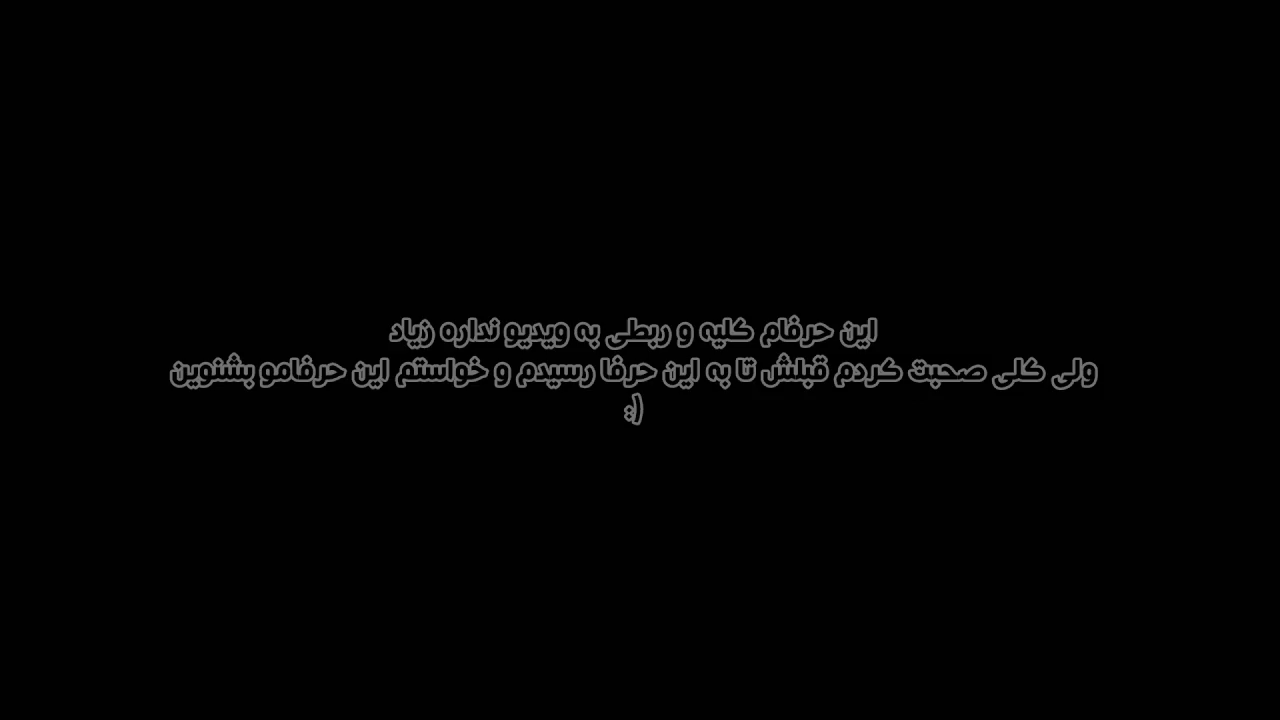 این حرفام کلیه و ربطی به ویدیو نداره زیاد
ولی کلی صحبت کردم قبلش تا به این حرفا رسیدم و خواستم این حرفامو بشنوین
:)